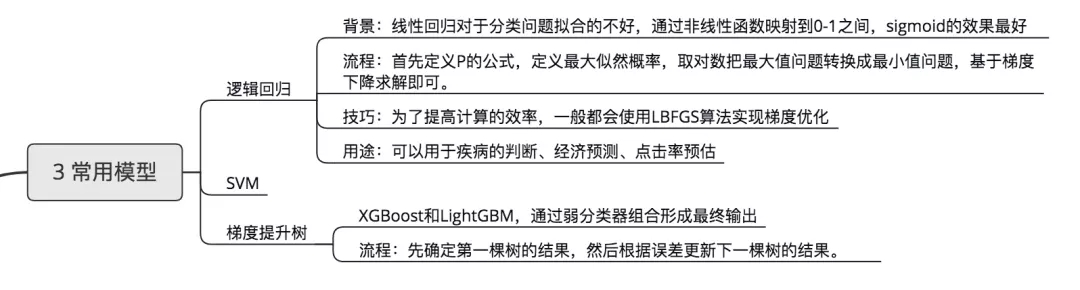 3 常用模型
逻辑回归
背景：线性回归对于分类问题拟合的不好，通过非线性函数映射到0-1之间，sigmoid的效果最好
流程：首先定义P的公式，定义最大似然概率，取对数把最大值问题转换成最小值问题，基于梯度
下降求解即可。
技巧：为了提高计算的效率，一般都会使用LBFGS算法实现梯度优化
用途：可以用于疾病的判断、经济预测、点击率预估
SVM
梯度提升树
XGBoost和LightGBM，通过弱分类器组合形成最终输出
流程：先确定第一棵树的结果，然后根据误差更新下一棵树的结果。